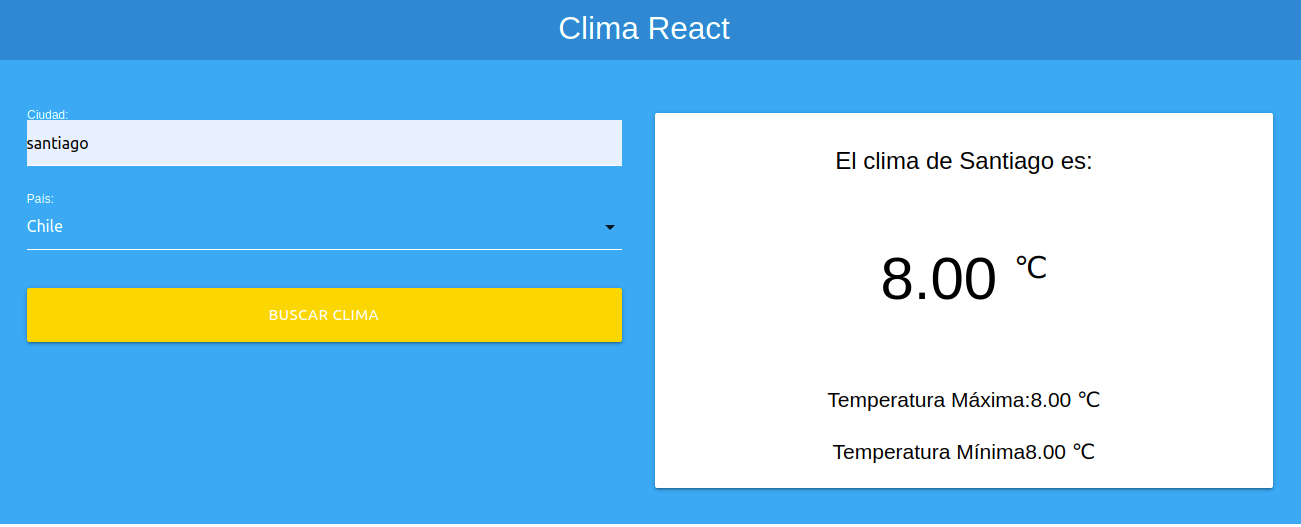 Clima React
Ciudad:
santiago
País:
Chile
BUSCAR CLIMA
El clima de Santiago es:
8.00 ℃
Temperatura Máxima:8.00 ℃
Temperatura Mínima8.00 ℃